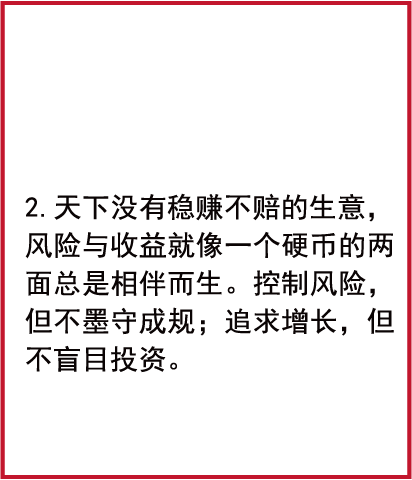 2.天下没有稳赚不赔的生意，
风险与收益就像一个硬币的两
面总是相伴而生。控制风险，
但不墨守成规；追求增长，但
不盲目投资。